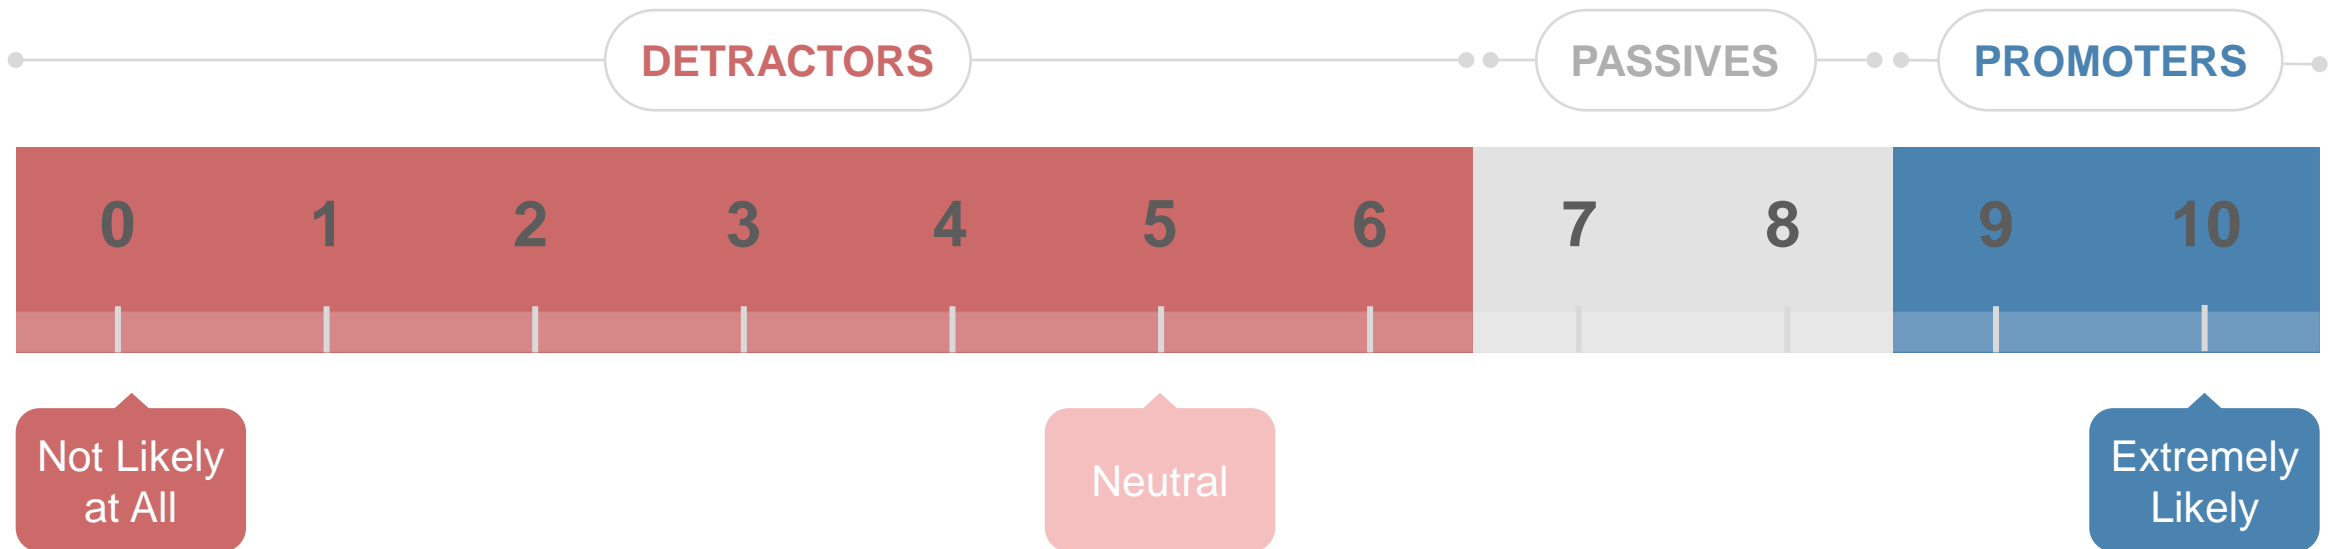 DETRACTORS PASSIVES PROMOTERS
0 1 2 3 4 5 6 7 8 9 10
Not Likely
at All
Neutral
Extremely
Likely